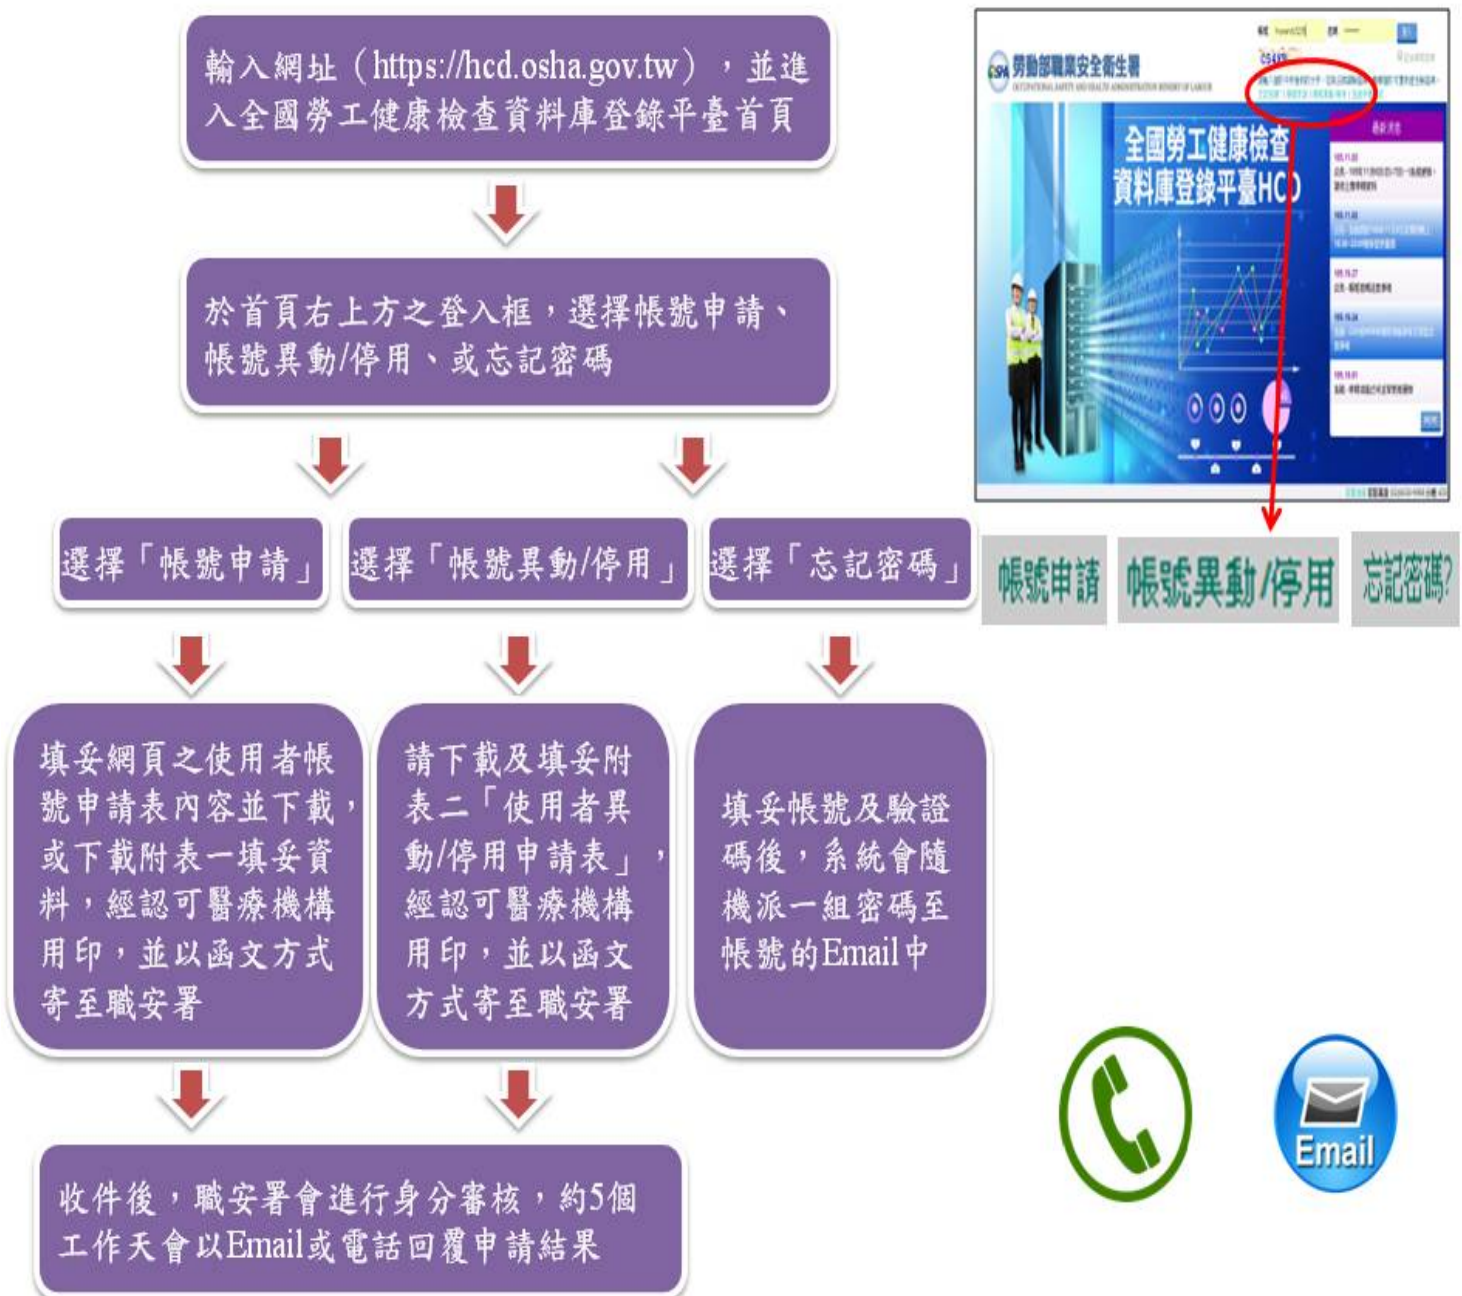 輸入網址（https://hcd.osha.gov.tw），並進
入全國勞工健康檢查資料庫登錄平臺首頁
於首頁右上方之登入框，選擇帳號申請、
帳號異動/停用、或忘記密碼
選擇「帳號申請」
選擇「帳號異動/停用」
選擇「忘記密碼」
填妥網頁之使用者帳
號申請表內容並下載，
或下載附表一填妥資
料，經認可醫療機構
用印，並以函文方式
寄至職安署
請下載及填妥附
表二「使用者異
動/停用申請表」，
經認可醫療機構
用印，並以函文
方式寄至職安署
填妥帳號及驗證
碼後，系統會隨
機派一組密碼至
帳號的Email中
收件後，職安署會進行身分審核，約5個
工作天會以Email或電話回覆申請結果
勞動部職業安全衛生署
OCCUPATIONAL SAFETY AND HEALTH ADMINISTRATION MINISTRY OF LABOUR
全國勞工健康檢查
資料庫登錄平臺HCD
最新消息
帳號申請
帳號異動/停用
忘記密碼?
Email